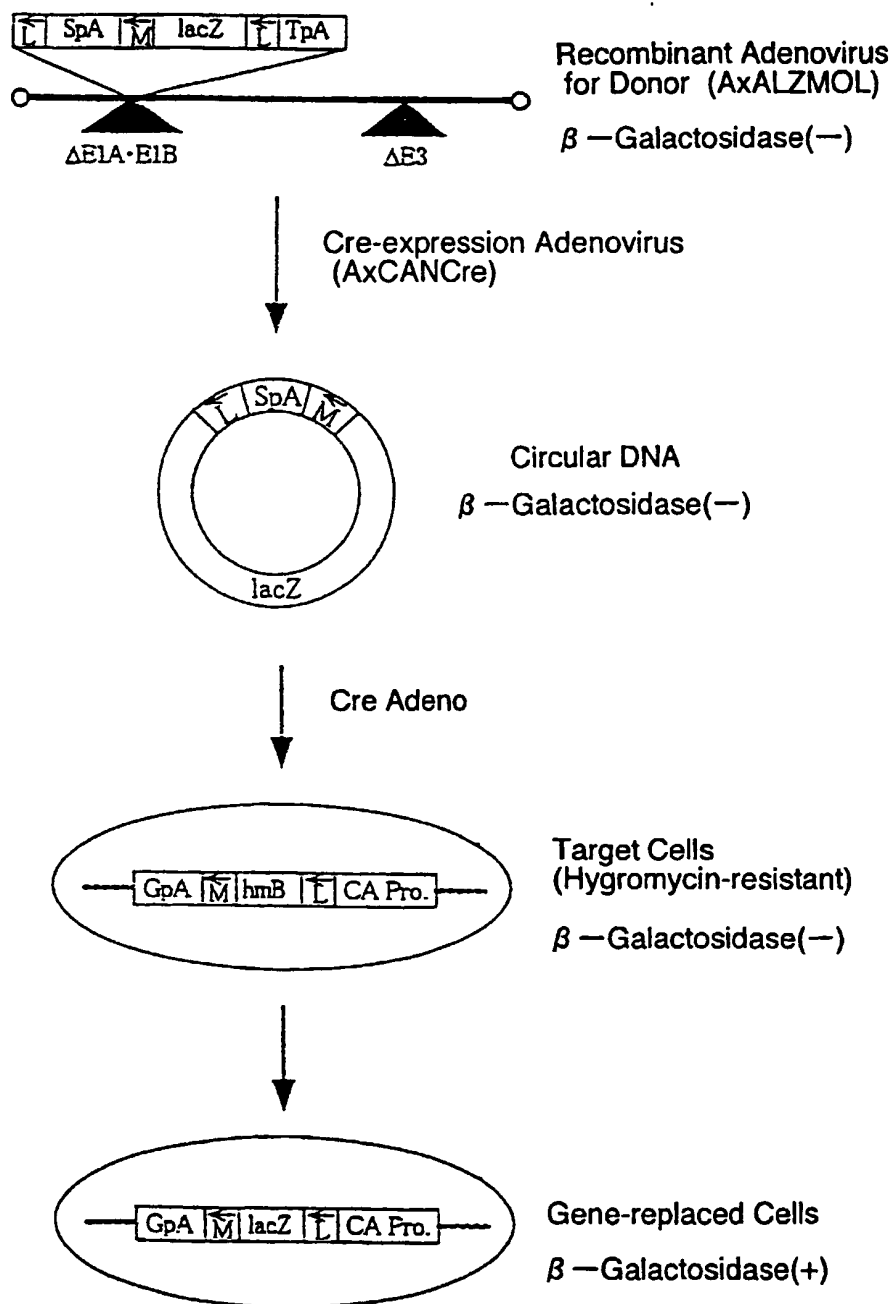 L SpA M lacZ L TpA
Recombinant Adenovirus
for Donor (AxALZMOL)
β −Galactosidase(−)
ΔE1A·E1B
ΔE3
Cre-expression Adenovirus
(AxCANCre)
L SpA M
lacZ
Circular DNA
β −Galactosidase(−)
Cre Adeno
GpA M hmB L CA Pro.
Target Cells
(Hygromycin-resistant)
β −Galactosidase(−)
GpA M lacZ L CA Pro.
Gene-replaced Cells
β −Galactosidase(+)